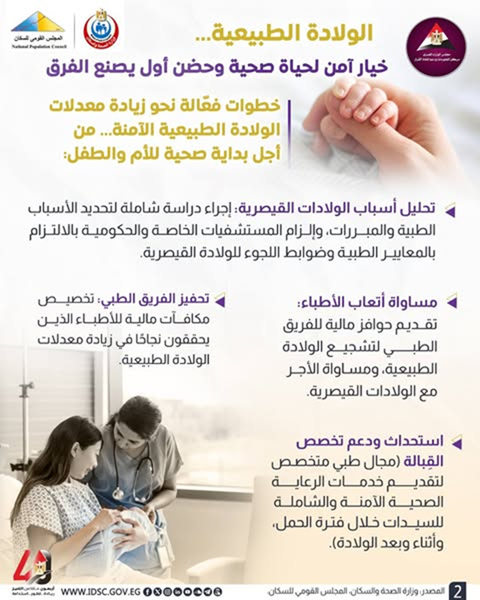 المجلس القومي للسكان
National Population Council
الولادة الطبيعية...
خيار آمن لحياة صحية وحضن أول يصنع الفرق
خطوات فعّالة نحو زيادة معدلات
الولادة الطبيعية الآمنة... من
أجل بداية صحية للأم والطفل:
تحليل أسباب الولادات القيصرية: إجراء دراسة شاملة لتحديد الأسباب
الطبية والمبررات، وإلزام المستشفيات الخاصة والحكومية بالالتزام
بالمعايير الطبية وضوابط اللجوء للولادة القيصرية.
مساواة أتعاب الأطباء:
تقديم حوافز مالية للفريق
الطبي لتشجيع الولادة
الطبيعية، ومساواة الأجر
مع الولادات القيصرية.
تحفيز الفريق الطبي: تخصيص
مكافآت مالية للأطباء الذين
يحققون نجاحًا في زيادة معدلات
الولادة الطبيعية.
استحداث ودعم تخصص
القِبالة (مجال طبي متخصص
لتقديم خدمات الرعاية
الصحية الآمنة والشاملة
للسيدات خلال فترة الحمل،
وأثناء وبعد الولادة).
2 المصدر: وزارة الصحة والسكان، المجلس القومي للسكان.
WWW.IDSC.GOV.EG